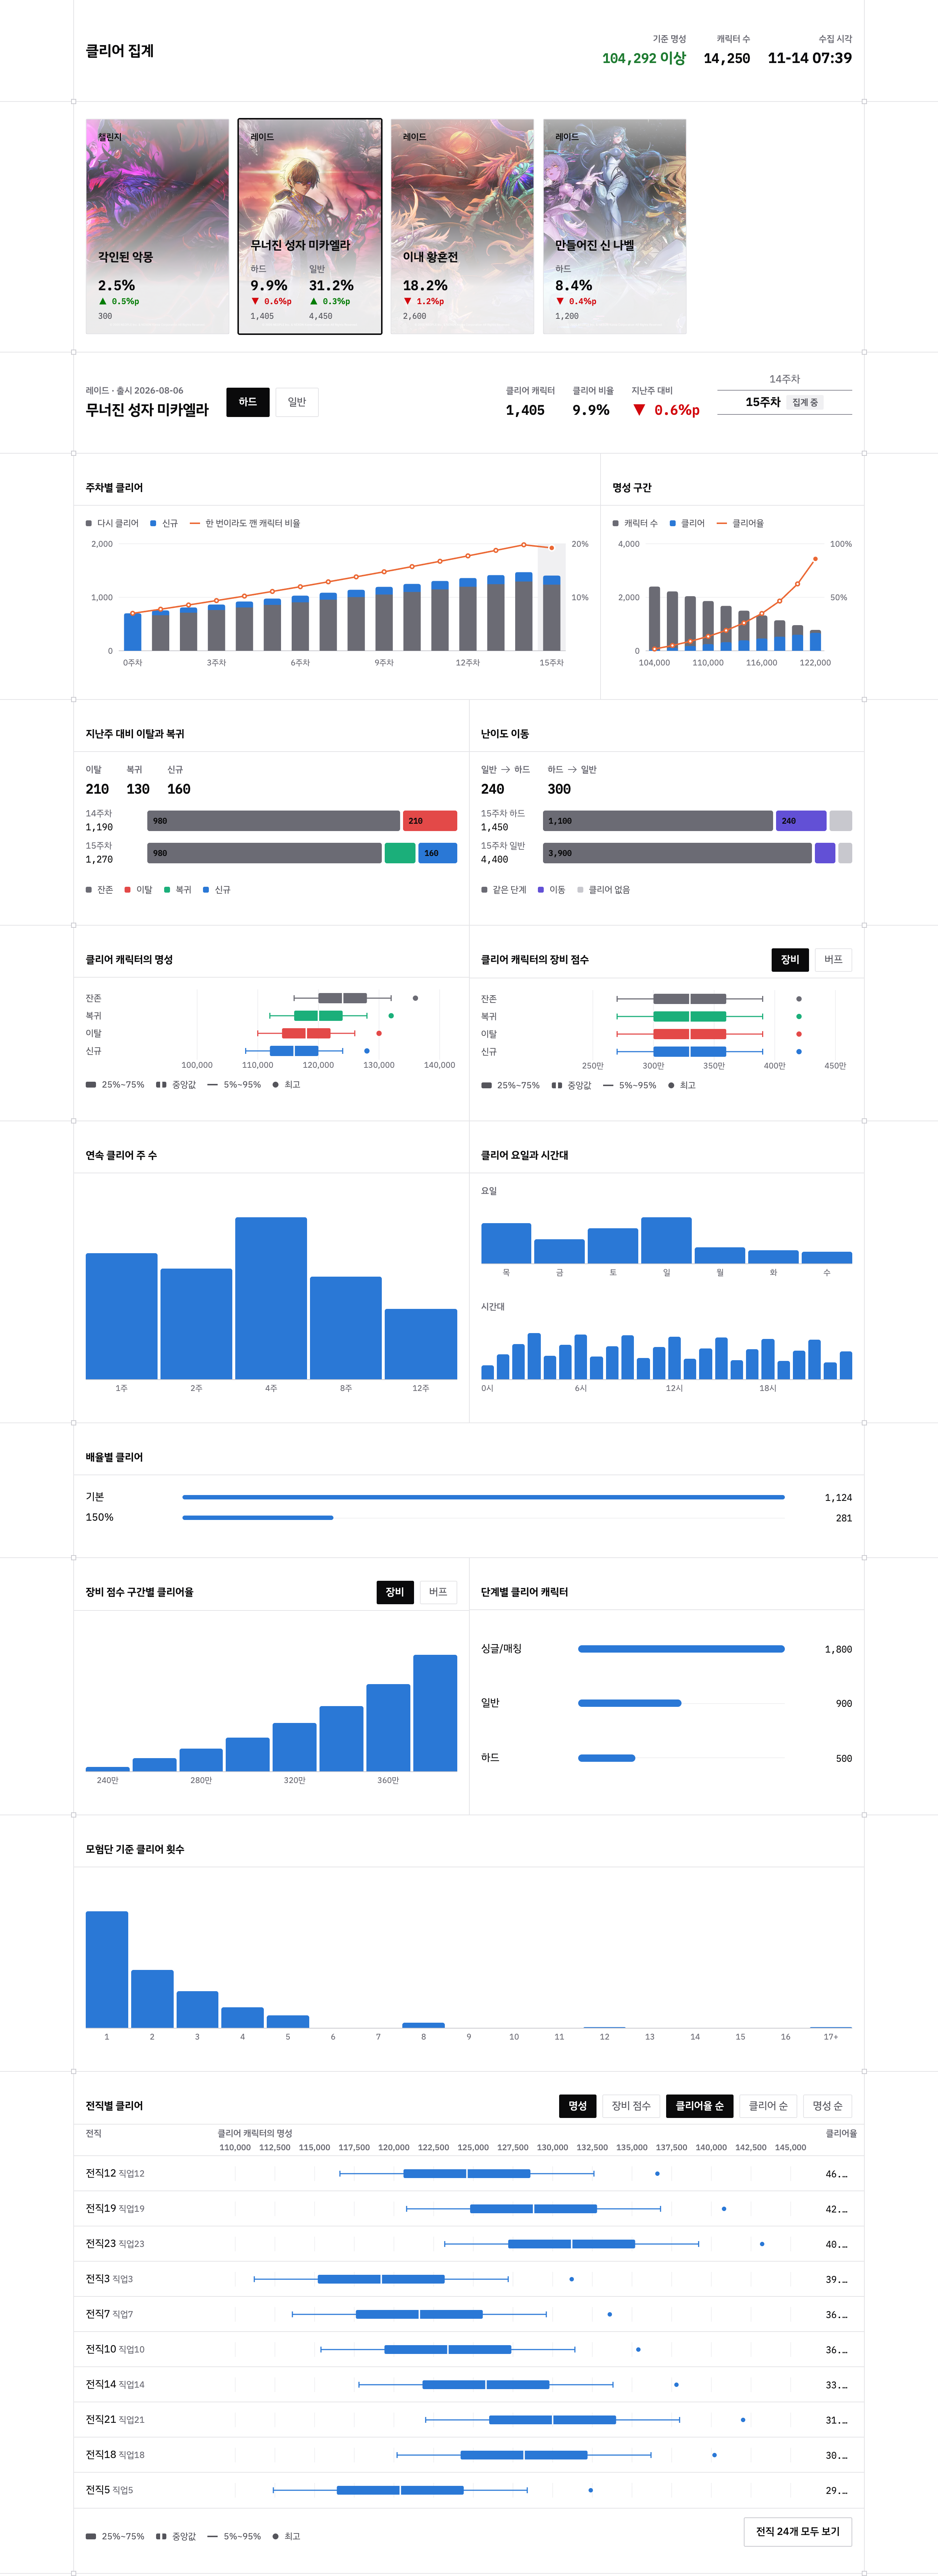 클리어 집계
기준 명성 캐릭터 수 수집 시각
104,292 이상 14,250 11-14 07:39
챌린지 레이드 레이드 레이드
각인된 악몽 무너진 성자 미카엘라 이내 황혼전 만들어진 신 나벨
하드 일반 하드
2.5% 9.9% 31.2% 18.2% 8.4%
▲ 0.5%p ▼ 0.6%p ▲ 0.3%p ▼ 1.2%p ▼ 0.4%p
300 1,405 4,450 2,600 1,200
레이드 · 출시 2026-08-06
무너진 성자 미카엘라 하드 일반
클리어 캐릭터 클리어 비율 지난주 대비
1,405 9.9% ▼ 0.6%p
14주차
15주차 집계 중
주차별 클리어
다시 클리어 신규 한 번이라도 깬 캐릭터 비율
2,000 20%
1,000 10%
0
0주차 3주차 6주차 9주차 12주차 15주차
명성 구간
캐릭터 수 클리어 클리어율
4,000 100%
2,000 50%
0
104,000 110,000 116,000 122,000
지난주 대비 이탈과 복귀
이탈 복귀 신규
210 130 160
14주차
1,190 980 210
15주차
1,270 980 160
잔존 이탈 복귀 신규
난이도 이동
일반 → 하드 하드 → 일반
240 300
15주차 하드
1,450 1,100 240
15주차 일반
4,400 3,900
같은 단계 이동 클리어 없음
클리어 캐릭터의 명성
잔존
복귀
이탈
신규
100,000 110,000 120,000 130,000 140,000
25%~75% 중앙값 5%~95% 최고
클리어 캐릭터의 장비 점수 장비 버프
잔존
복귀
이탈
신규
250만 300만 350만 400만 450만
25%~75% 중앙값 5%~95% 최고
연속 클리어 주 수
1주 2주 4주 8주 12주
클리어 요일과 시간대
요일
목 금 토 일 월 화 수
시간대
0시 6시 12시 18시
배율별 클리어
기본 1,124
150% 281
장비 점수 구간별 클리어율 장비 버프
240만 280만 320만 360만
단계별 클리어 캐릭터
싱글/매칭 1,800
일반 900
하드 500
모험단 기준 클리어 횟수
1 2 3 4 5 6 7 8 9 10 11 12 13 14 15 16 17+
전직별 클리어 명성 장비 점수 클리어율 순 클리어 순 명성 순
전직 클리어 캐릭터의 명성 클리어율
110,000 112,500 115,000 117,500 120,000 122,500 125,000 127,500 130,000 132,500 135,000 137,500 140,000 142,500 145,000
전직12 직업12 46.…
전직19 직업19 42.…
전직23 직업23 40.…
전직3 직업3 39.…
전직7 직업7 36.…
전직10 직업10 36.…
전직14 직업14 33.…
전직21 직업21 31.…
전직18 직업18 30.…
전직5 직업5 29.…
25%~75% 중앙값 5%~95% 최고
전직 24개 모두 보기